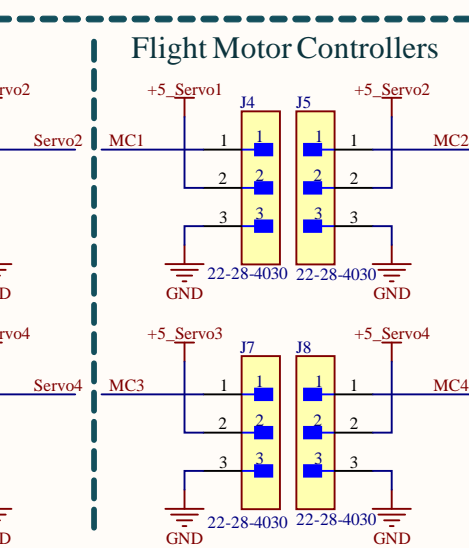 Flight Motor Controllers
rvo2
+5_Servo1
J4
J5
+5_Servo2
Servo2
MC1
1
1
1
1
MC2
2
2
2
2
3
3
3
3
22-28-4030
22-28-4030
D
GND
GND
rvo4
+5_Servo3
J7
J8
+5_Servo4
Servo4
MC3
1
1
1
1
MC4
2
2
2
2
3
3
3
3
22-28-4030
22-28-4030
D
GND
GND